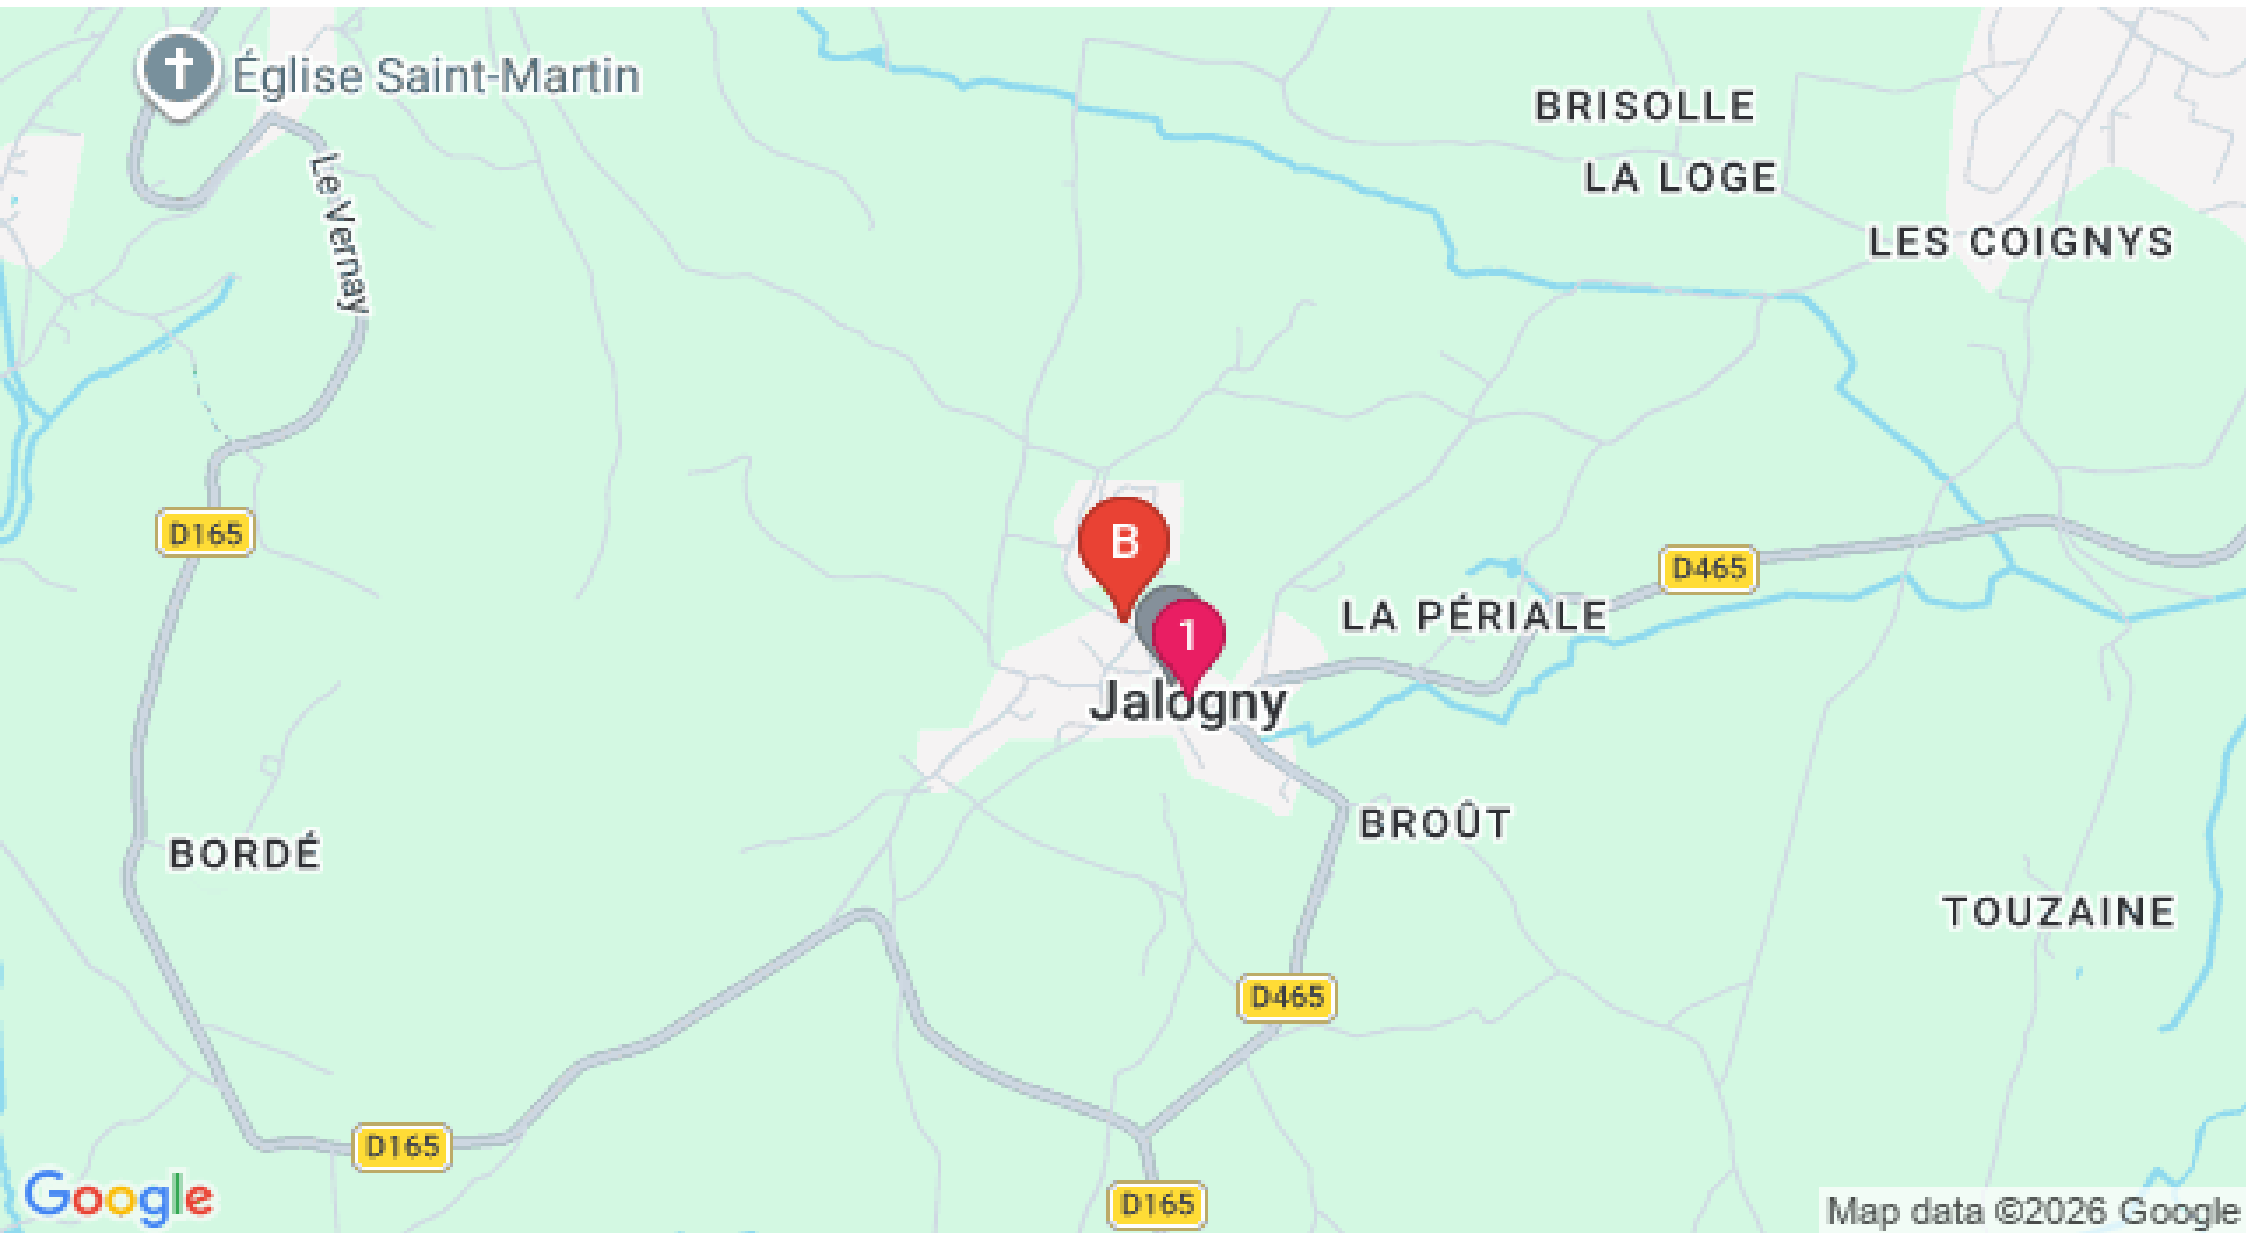 Église Saint-Martin
BRISOLLE
LA LOGE
LES COIGNYS
Le Vernay
D165
B
D465
LA PÉRIALE
1
Jalogny
BROÛT
BORDÉ
TOUZAINE
D465
D165
D165
Google
Map data ©2026 Google